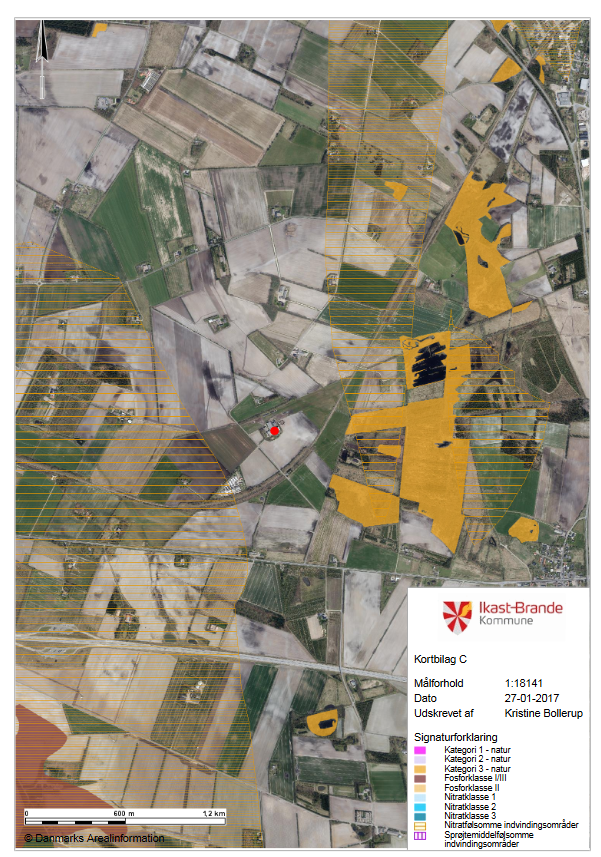 Ikast-Brande
Kommune
Kortbilag C
Målforhold 1:18141
Dato 27-01-2017
Udskrevet af Kristine Bollerup
Signaturforklaring
Kategori 1 - natur
Kategori 2 - natur
Kategori 3 - natur
Fosforklasse I/III
Fosforklasse II
Nitratklasse 1
Nitratklasse 2
Nitratklasse 3
Nitratfølsomme indvindingsområder
Sprøjtemiddelfølsomme
indvindingsområder
0 600 m 1,2 km
© Danmarks Arealinformation